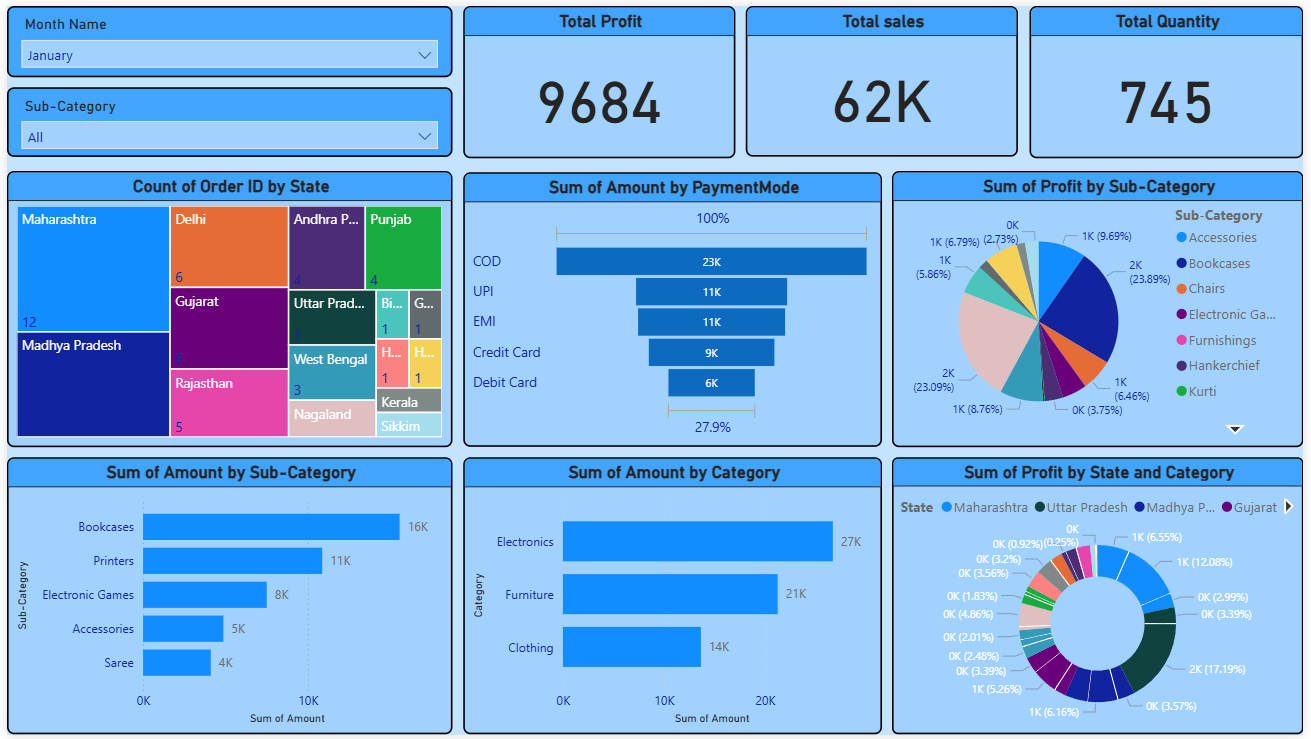 Month Name
January
Sub-Category
All
Total Profit
9684
Total sales
62K
Total Quantity
745
Count of Order ID by State
Maharashtra
12
Madhya Pradesh
Delhi
6
Gujarat
Rajasthan
5
Andhra P...
4
Punjab
4
Uttar Prad...
West Bengal
3
Nagaland
Bi...
1
G...
1
H...
1
H...
1
Kerala
Sikkim
Sum of Amount by PaymentMode
100%
COD 23K
UPI 11K
EMI 11K
Credit Card 9K
Debit Card 6K
27.9%
Sum of Profit by Sub-Category
1K (9.69%)
2K
(23.89%)
1K
(6.46%)
0K (3.75%)
1K (8.76%)
2K
(23.09%)
1K
(5.86%)
1K (6.79%)
0K
(2.73%)
Sub-Category
Accessories
Bookcases
Chairs
Electronic Ga...
Furnishings
Hankerchief
Kurti
Sum of Amount by Sub-Category
Sub-Category
Bookcases 16K
Printers 11K
Electronic Games 8K
Accessories 5K
Saree 4K
0K 10K
Sum of Amount
Sum of Amount by Category
Category
Electronics 27K
Furniture 21K
Clothing 14K
0K 10K 20K
Sum of Amount
Sum of Profit by State and Category
State Maharashtra Uttar Pradesh Madhya P... Gujarat
1K (6.55%)
1K (12.08%)
0K (2.99%)
0K (3.39%)
2K (17.19%)
0K (3.57%)
1K (6.16%)
1K (5.26%)
0K (3.39%)
0K (2.48%)
0K (2.01%)
0K (4.86%)
0K (1.83%)
0K (3.56%)
0K (3.2%)
0K (0.92%)
0K
(0.25%)